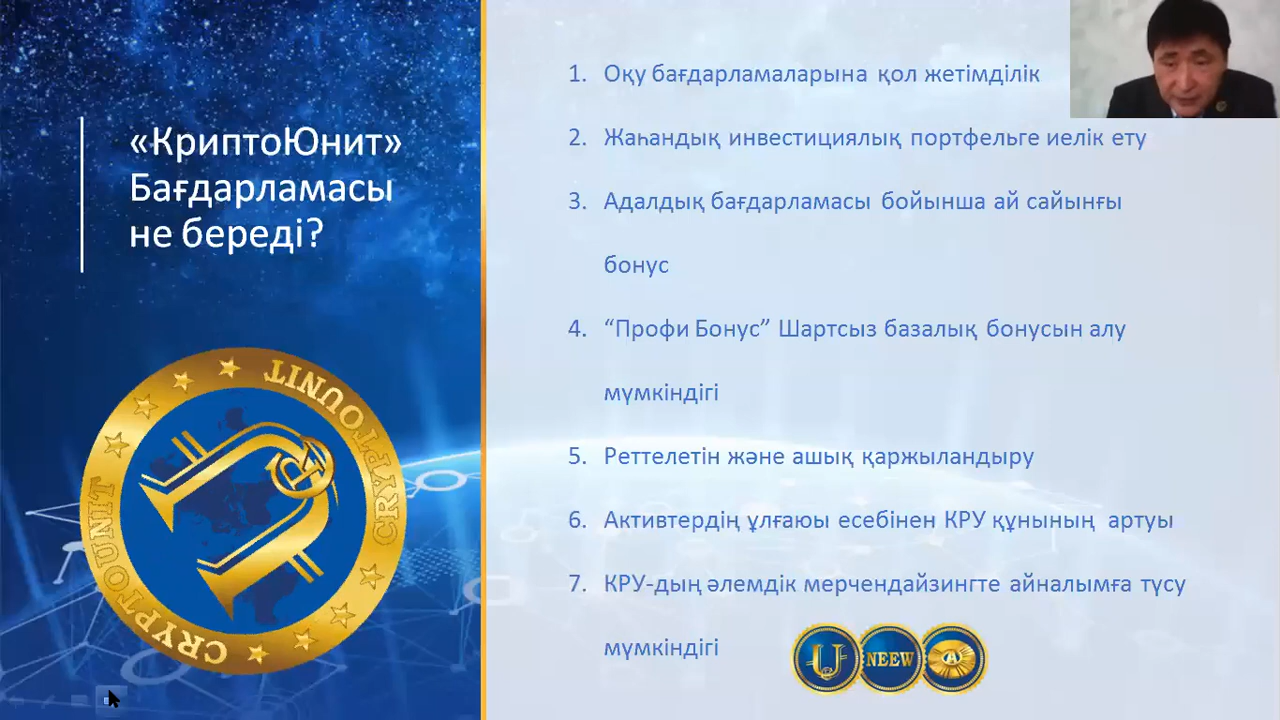 «КриптоЮнит»
Бағдарламасы
не береді?
CRYPTOUNIT
CRYPTOUNIT
CRYPTOUNIT
1. Оқу бағдарламаларына қол жетімділік
2. Жаһандық инвестициялық портфельге иелік ету
3. Адалдық бағдарламасы бойынша ай сайынғы
бонус
4. “Профи Бонус” Шартсыз базалық бонусын алу
мүмкіндігі
5. Реттелетін және ашық қаржыландыру
6. Активтердің ұлғаюы есебінен КРУ құнының артуы
7. КРУ-дың әлемдік мерчендайзингте айналымға түсу
мүмкіндігі
NEEW